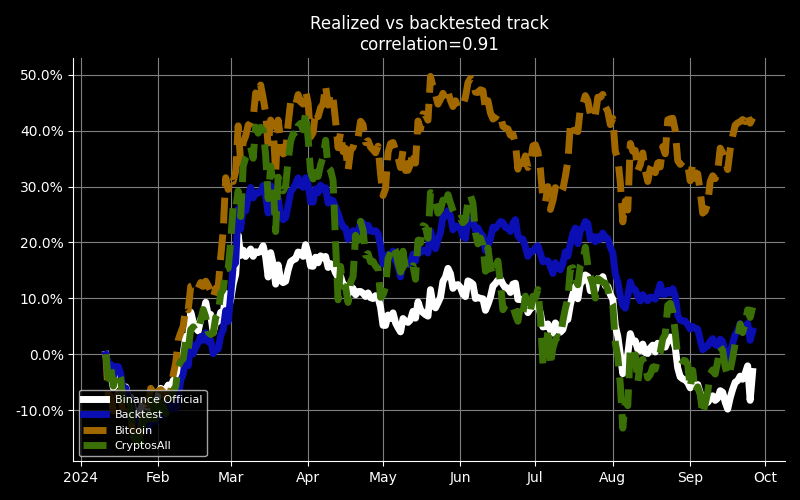 Realized vs backtested track
correlation=0.91
50.0%
40.0%
30.0%
20.0%
10.0%
0.0%
-10.0%
Binance Official
Backtest
Bitcoin
CryptosAll
2024 Feb Mar Apr May Jun Jul Aug Sep Oct